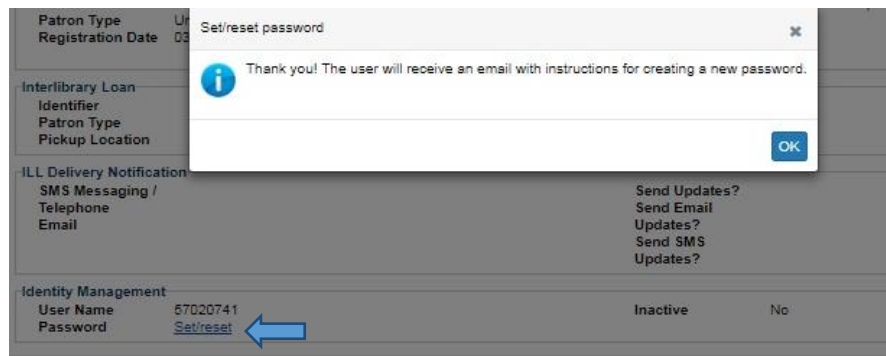 Patron Type Ur
Registration Date 03
Set/reset password
Thank you! The user will receive an email with instructions for creating a new password.
OK
Interlibrary Loan
Identifier
Patron Type
Pickup Location
ILL Delivery Notification
SMS Messaging /
Telephone
Email
Send Updates?
Send Email
Updates?
Send SMS
Updates?
Identity Management
User Name 57020741 Inactive No
Password Set/reset